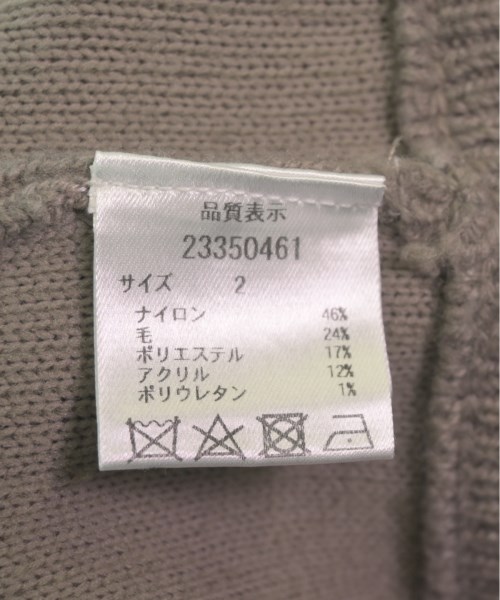 品質表示
23350461
サイズ 2
ナイロン 46%
毛 24%
ポリエステル 17%
アクリル 12%
ポリウレタン 1%